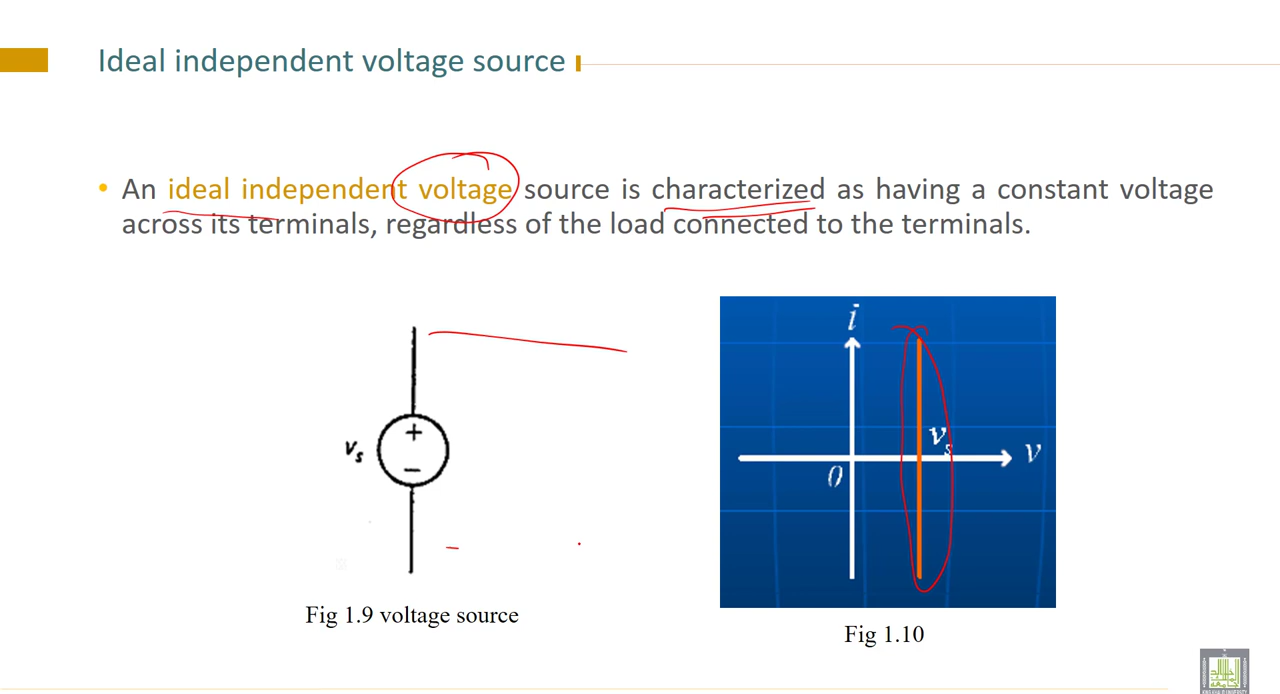 Ideal independent voltage source
• An ideal independent voltage source is characterized as having a constant voltage
across its terminals, regardless of the load connected to the terminals.
i
+
vs
−
vs
v
0
Fig 1.9 voltage source
Fig 1.10